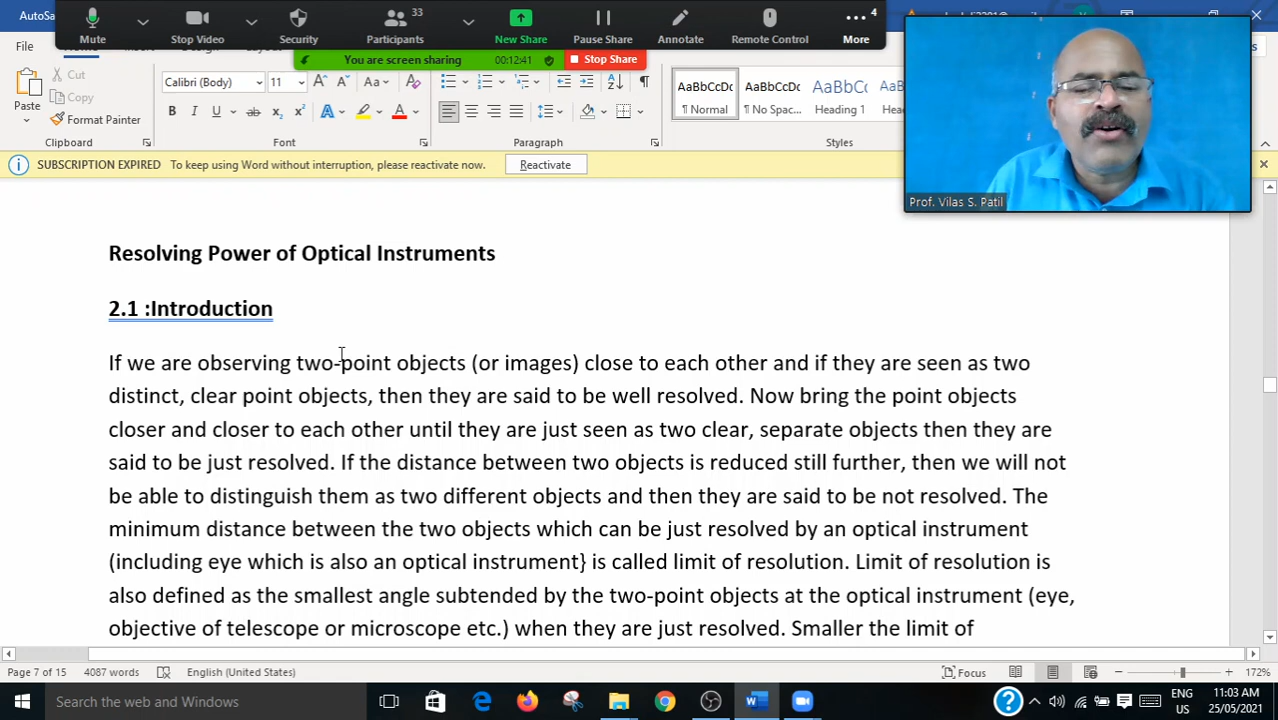 AutoSa
Mute
Stop Video
Security
33
Participants
New Share
Pause Share
Annotate
Remote Control
4
More
You are screen sharing
00:12:41
Stop Share
File
Paste
Cut
Copy
Format Painter
Clipboard
Calibri (Body)
11
Font
Paragraph
AaBbCcDc
¶ Normal
AaBbCcDc
¶ No Spac...
AaBbC
Heading 1
Styles
SUBSCRIPTION EXPIRED To keep using Word without interruption, please reactivate now.
Reactivate
Prof. Vilas S. Patil
Resolving Power of Optical Instruments
2.1 :Introduction
If we are observing two-point objects (or images) close to each other and if they are seen as two
distinct, clear point objects, then they are said to be well resolved. Now bring the point objects
closer and closer to each other until they are just seen as two clear, separate objects then they are
said to be just resolved. If the distance between two objects is reduced still further, then we will not
be able to distinguish them as two different objects and then they are said to be not resolved. The
minimum distance between the two objects which can be just resolved by an optical instrument
(including eye which is also an optical instrument} is called limit of resolution. Limit of resolution is
also defined as the smallest angle subtended by the two-point objects at the optical instrument (eye,
objective of telescope or microscope etc.) when they are just resolved. Smaller the limit of
Page 7 of 15
4087 words
English (United States)
Focus
172%
Search the web and Windows
ENG
US
11:03 AM
25/05/2021